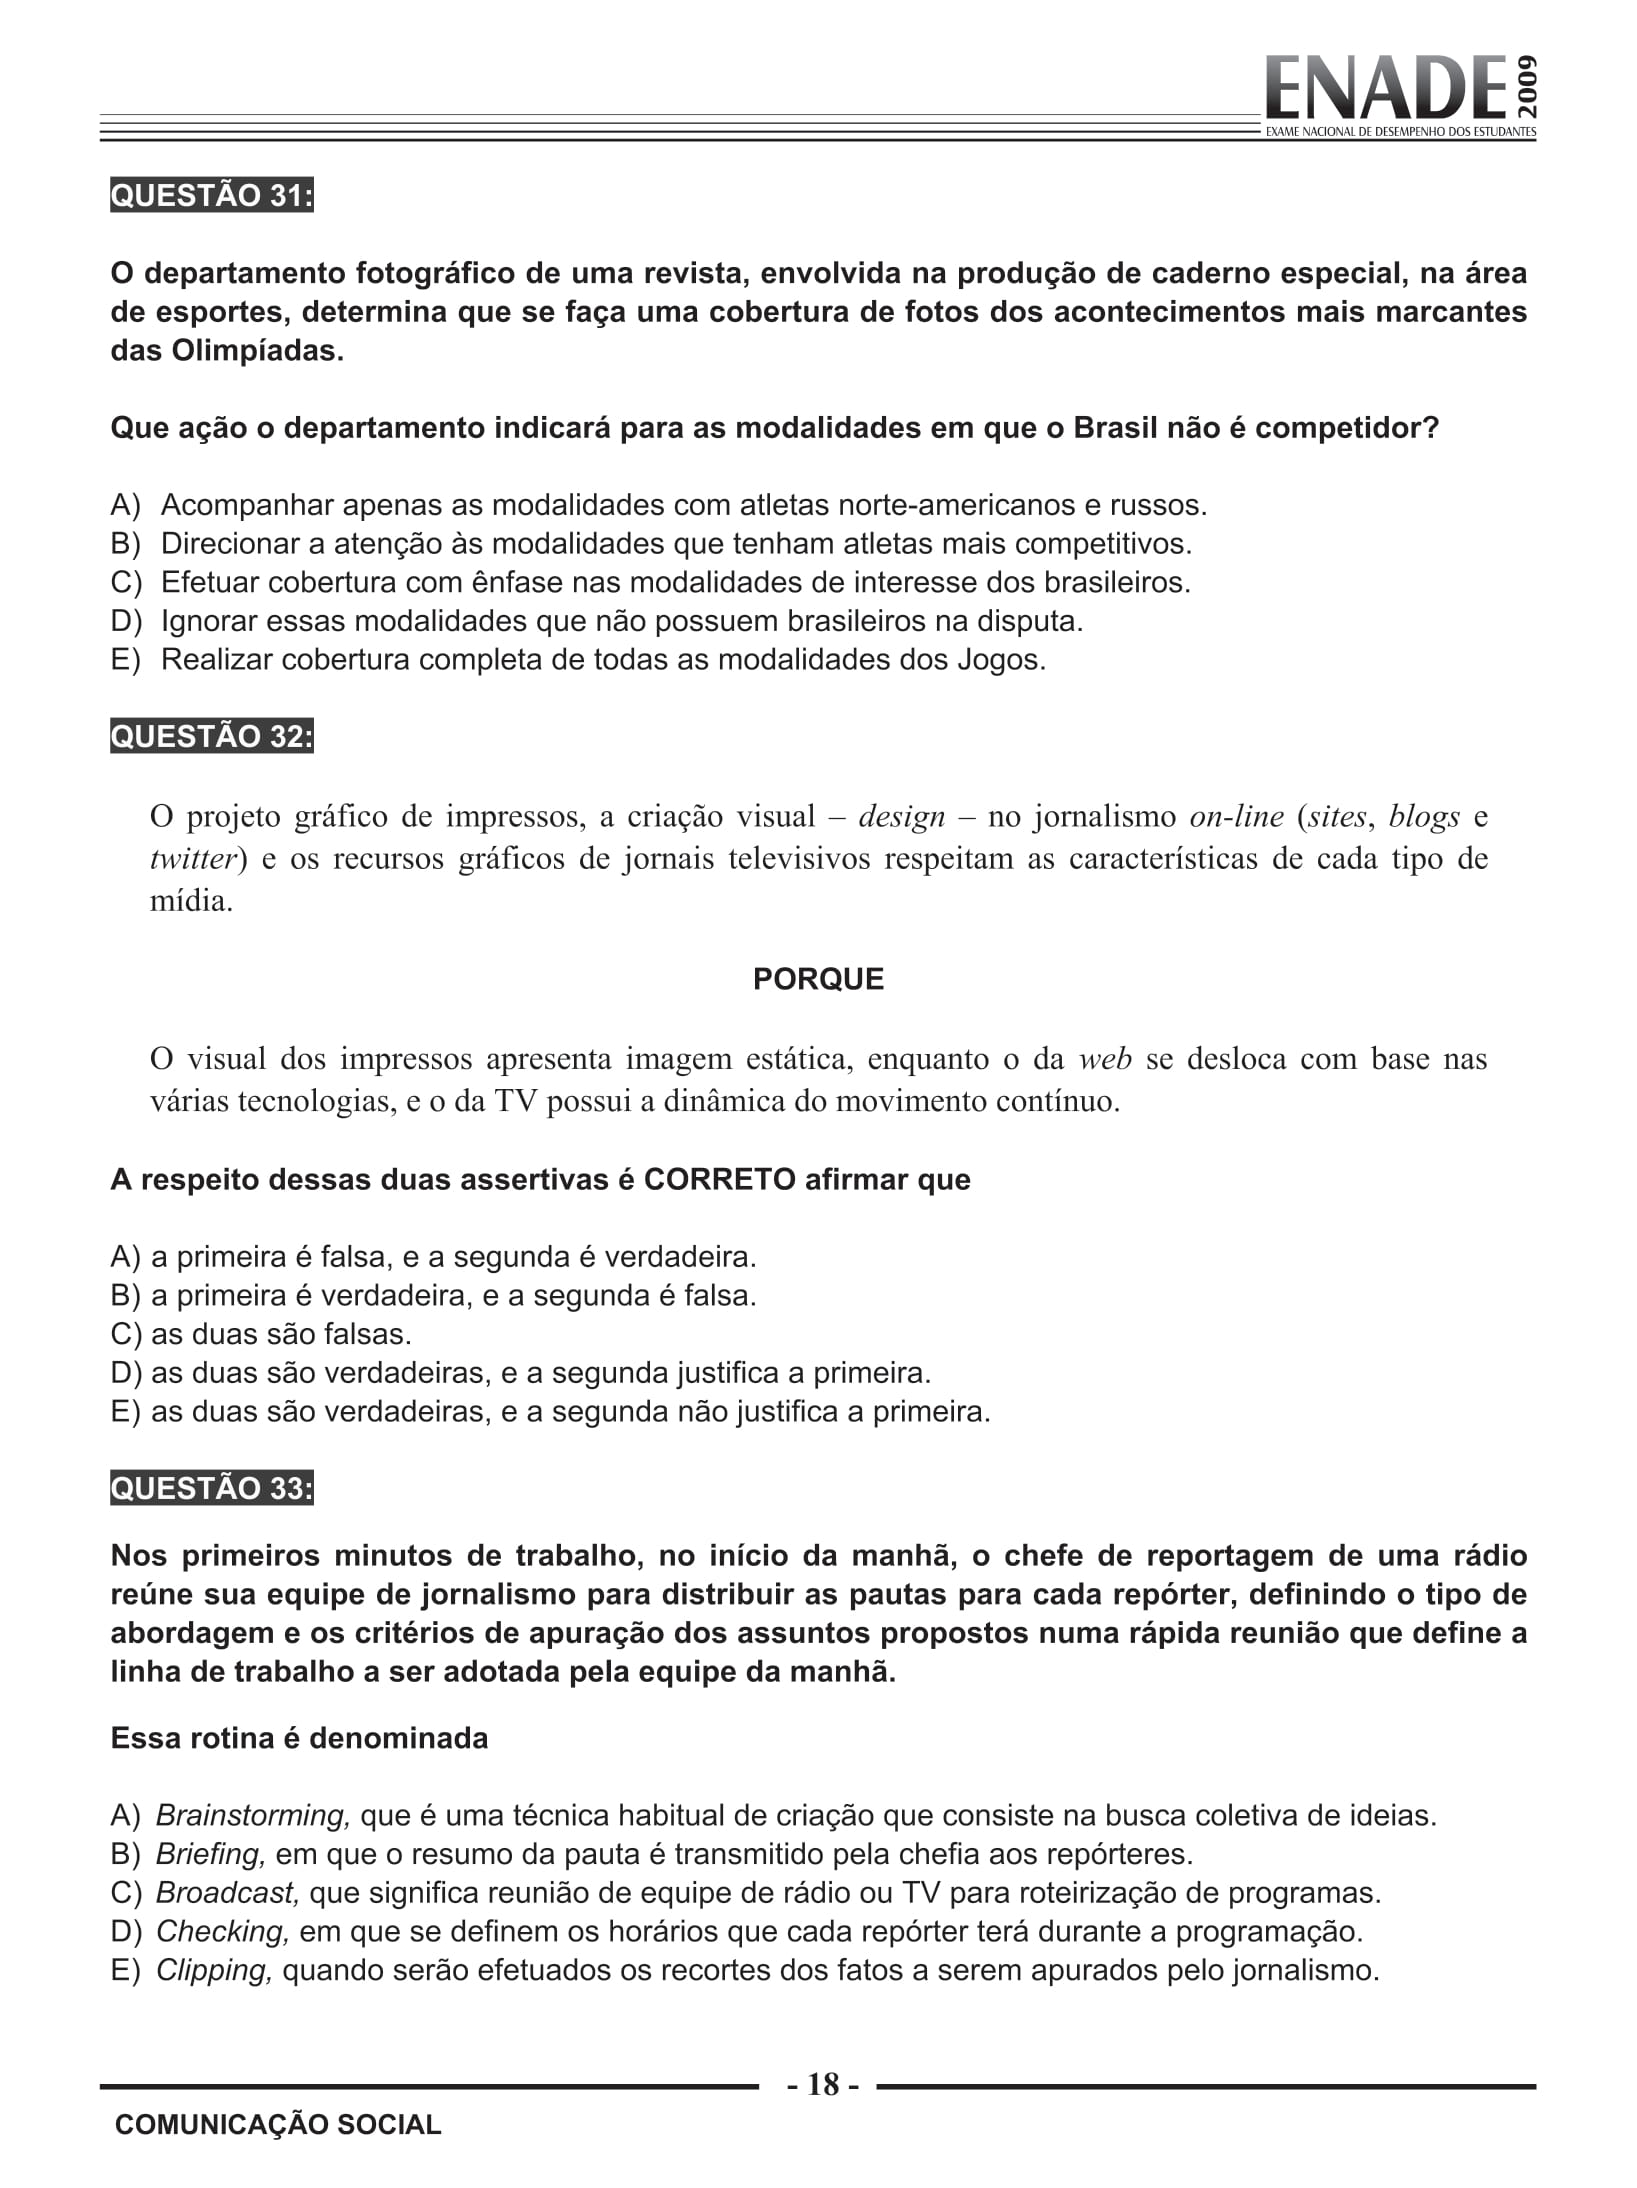 ENADE 2009
EXAME NACIONAL DE DESEMPENHO DOS ESTUDANTES
QUESTÃO 31:
O departamento fotográfico de uma revista, envolvida na produção de caderno especial, na área
de esportes, determina que se faça uma cobertura de fotos dos acontecimentos mais marcantes
das Olimpíadas.
Que ação o departamento indicará para as modalidades em que o Brasil não é competidor?
A) Acompanhar apenas as modalidades com atletas norte-americanos e russos.
B) Direcionar a atenção às modalidades que tenham atletas mais competitivos.
C) Efetuar cobertura com ênfase nas modalidades de interesse dos brasileiros.
D) Ignorar essas modalidades que não possuem brasileiros na disputa.
E) Realizar cobertura completa de todas as modalidades dos Jogos.
QUESTÃO 32:
O projeto gráfico de impressos, a criação visual – design – no jornalismo on-line (sites, blogs e
twitter) e os recursos gráficos de jornais televisivos respeitam as características de cada tipo de
mídia.
PORQUE
O visual dos impressos apresenta imagem estática, enquanto o da web se desloca com base nas
várias tecnologias, e o da TV possui a dinâmica do movimento contínuo.
A respeito dessas duas assertivas é CORRETO afirmar que
A) a primeira é falsa, e a segunda é verdadeira.
B) a primeira é verdadeira, e a segunda é falsa.
C) as duas são falsas.
D) as duas são verdadeiras, e a segunda justifica a primeira.
E) as duas são verdadeiras, e a segunda não justifica a primeira.
QUESTÃO 33:
Nos primeiros minutos de trabalho, no início da manhã, o chefe de reportagem de uma rádio
reúne sua equipe de jornalismo para distribuir as pautas para cada repórter, definindo o tipo de
abordagem e os critérios de apuração dos assuntos propostos numa rápida reunião que define a
linha de trabalho a ser adotada pela equipe da manhã.
Essa rotina é denominada
A) Brainstorming, que é uma técnica habitual de criação que consiste na busca coletiva de ideias.
B) Briefing, em que o resumo da pauta é transmitido pela chefia aos repórteres.
C) Broadcast, que significa reunião de equipe de rádio ou TV para roteirização de programas.
D) Checking, em que se definem os horários que cada repórter terá durante a programação.
E) Clipping, quando serão efetuados os recortes dos fatos a serem apurados pelo jornalismo.
- 18 -
COMUNICAÇÃO SOCIAL